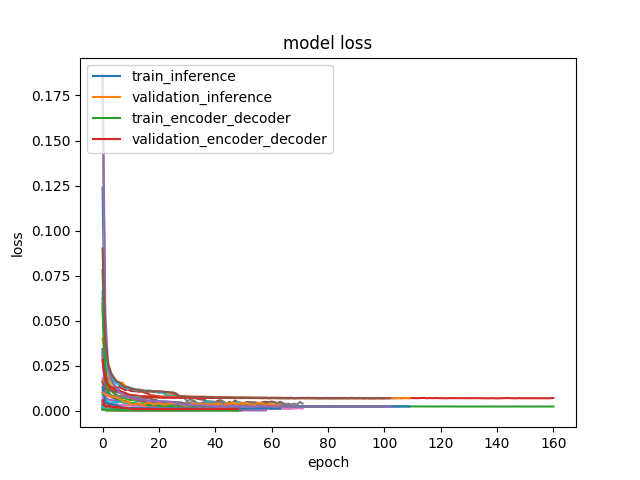 model loss
train_inference
validation_inference
train_encoder_decoder
validation_encoder_decoder
loss
0.175
0.150
0.125
0.100
0.075
0.050
0.025
0.000
0 20 40 60 80 100 120 140 160
epoch